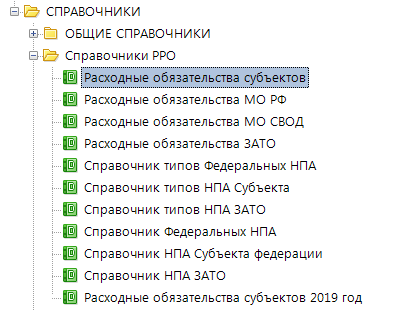 СПРАВОЧНИКИ
ОБЩИЕ СПРАВОЧНИКИ
Справочники РРО
Расходные обязательства субъектов
Расходные обязательства МО РФ
Расходные обязательства МО СВОД
Расходные обязательства ЗАТО
Справочник типов Федеральных НПА
Справочник типов НПА Субъекта
Справочник типов НПА ЗАТО
Справочник Федеральных НПА
Справочник НПА Субъекта федерации
Справочник НПА ЗАТО
Расходные обязательства субъектов 2019 год